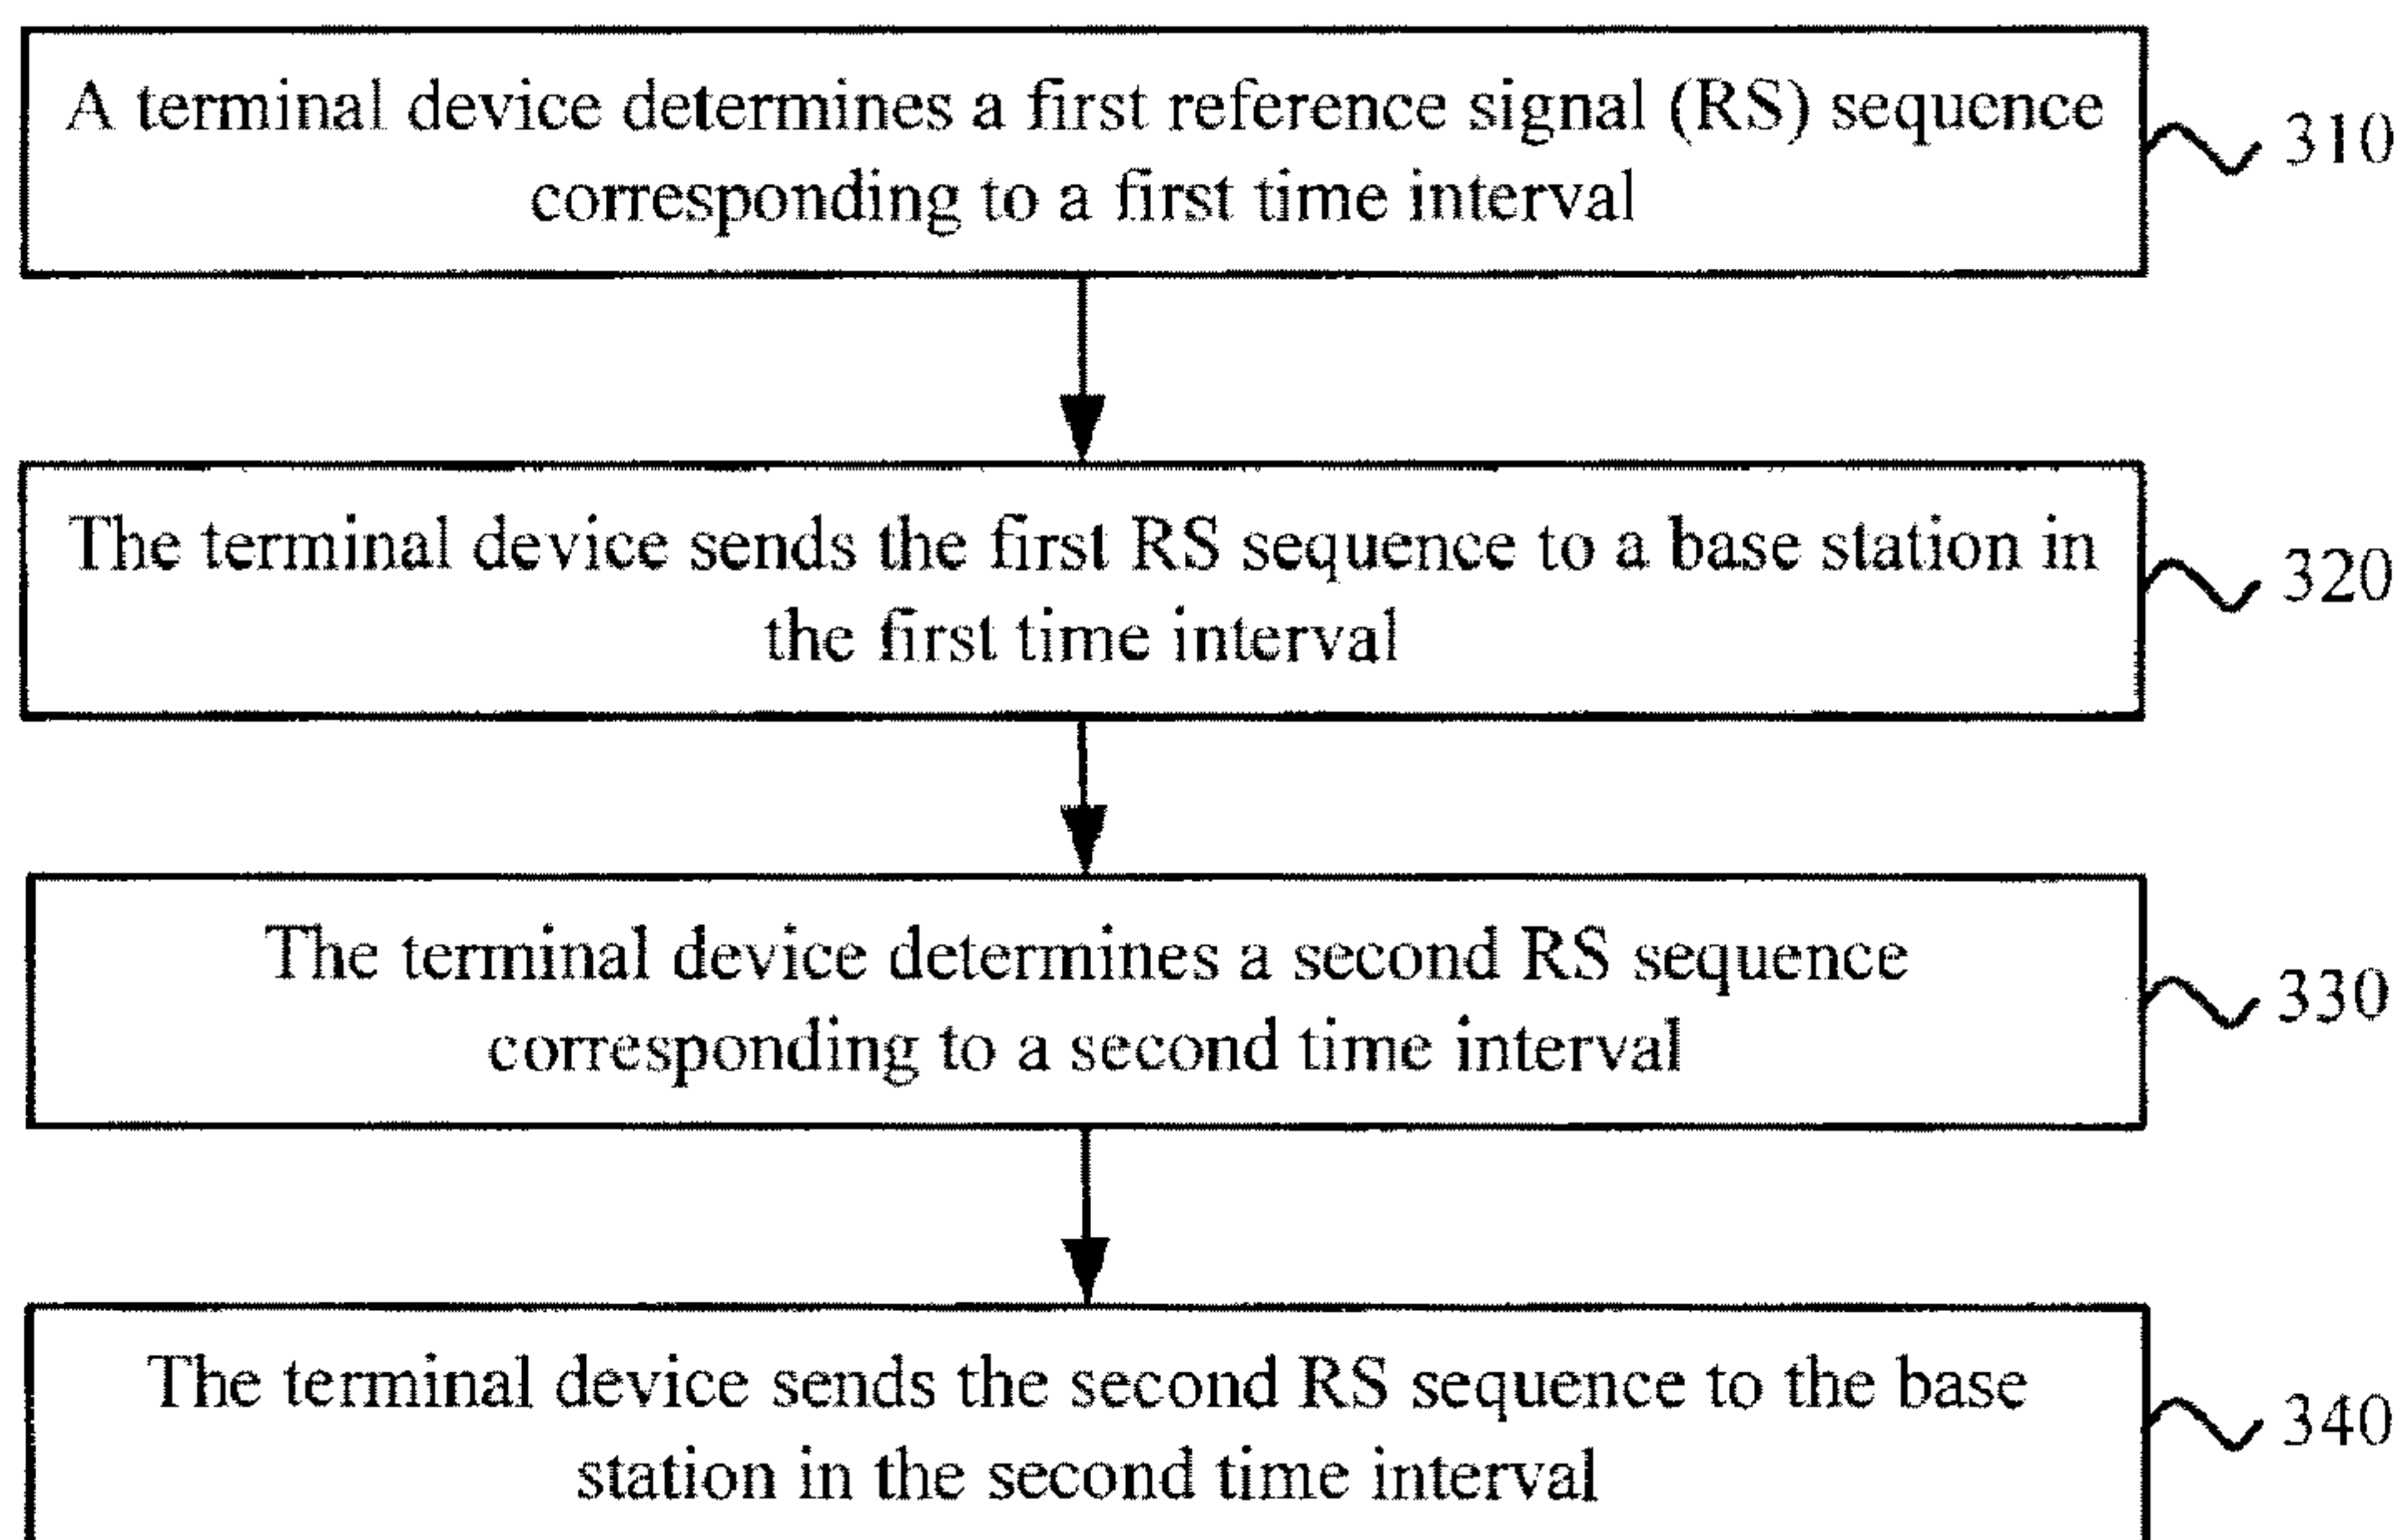 A terminal device determines a first reference signal (RS) sequence
corresponding to a first time interval
310
The terminal device sends the first RS sequence to a base station in
the first time interval
320
The terminal device determines a second RS sequence
corresponding to a second time interval
330
The terminal device sends the second RS sequence to the base
station in the second time interval
340